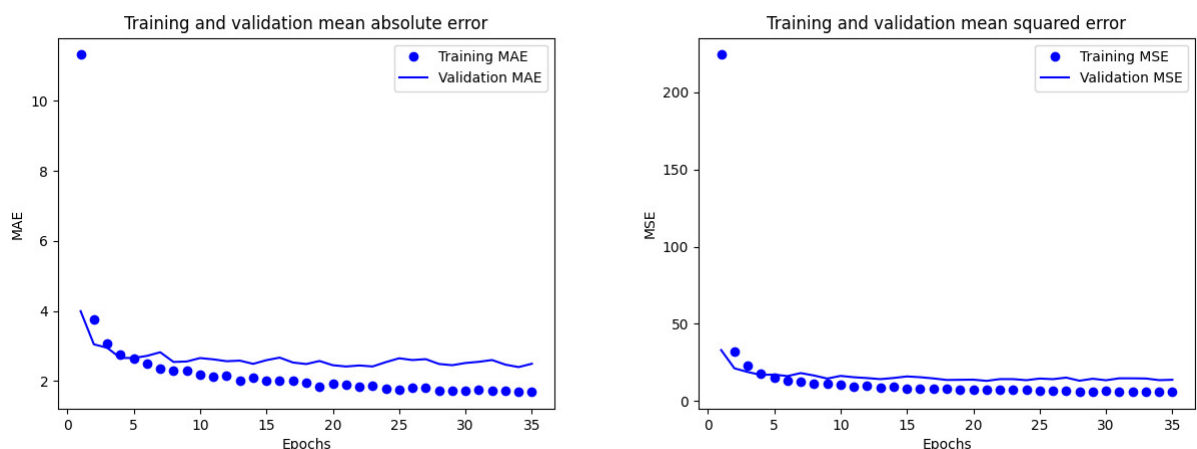 Training and validation mean absolute error
Training MAE
Validation MAE
10
8
6
4
2
MAE
0 5 10 15 20 25 30 35
Epochs
Training and validation mean squared error
Training MSE
Validation MSE
200
150
100
50
0
MSE
0 5 10 15 20 25 30 35
Epochs